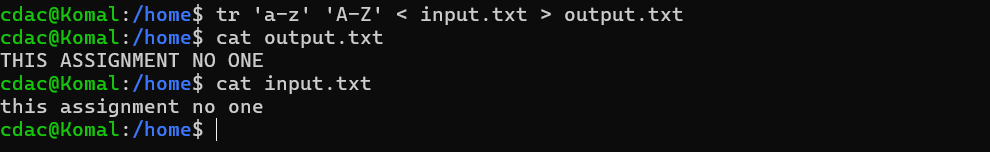 cdac@Komal:/home$ tr 'a-z' 'A-Z' < input.txt > output.txt
cdac@Komal:/home$ cat output.txt
THIS ASSIGNMENT NO ONE
cdac@Komal:/home$ cat input.txt
this assignment no one
cdac@Komal:/home$